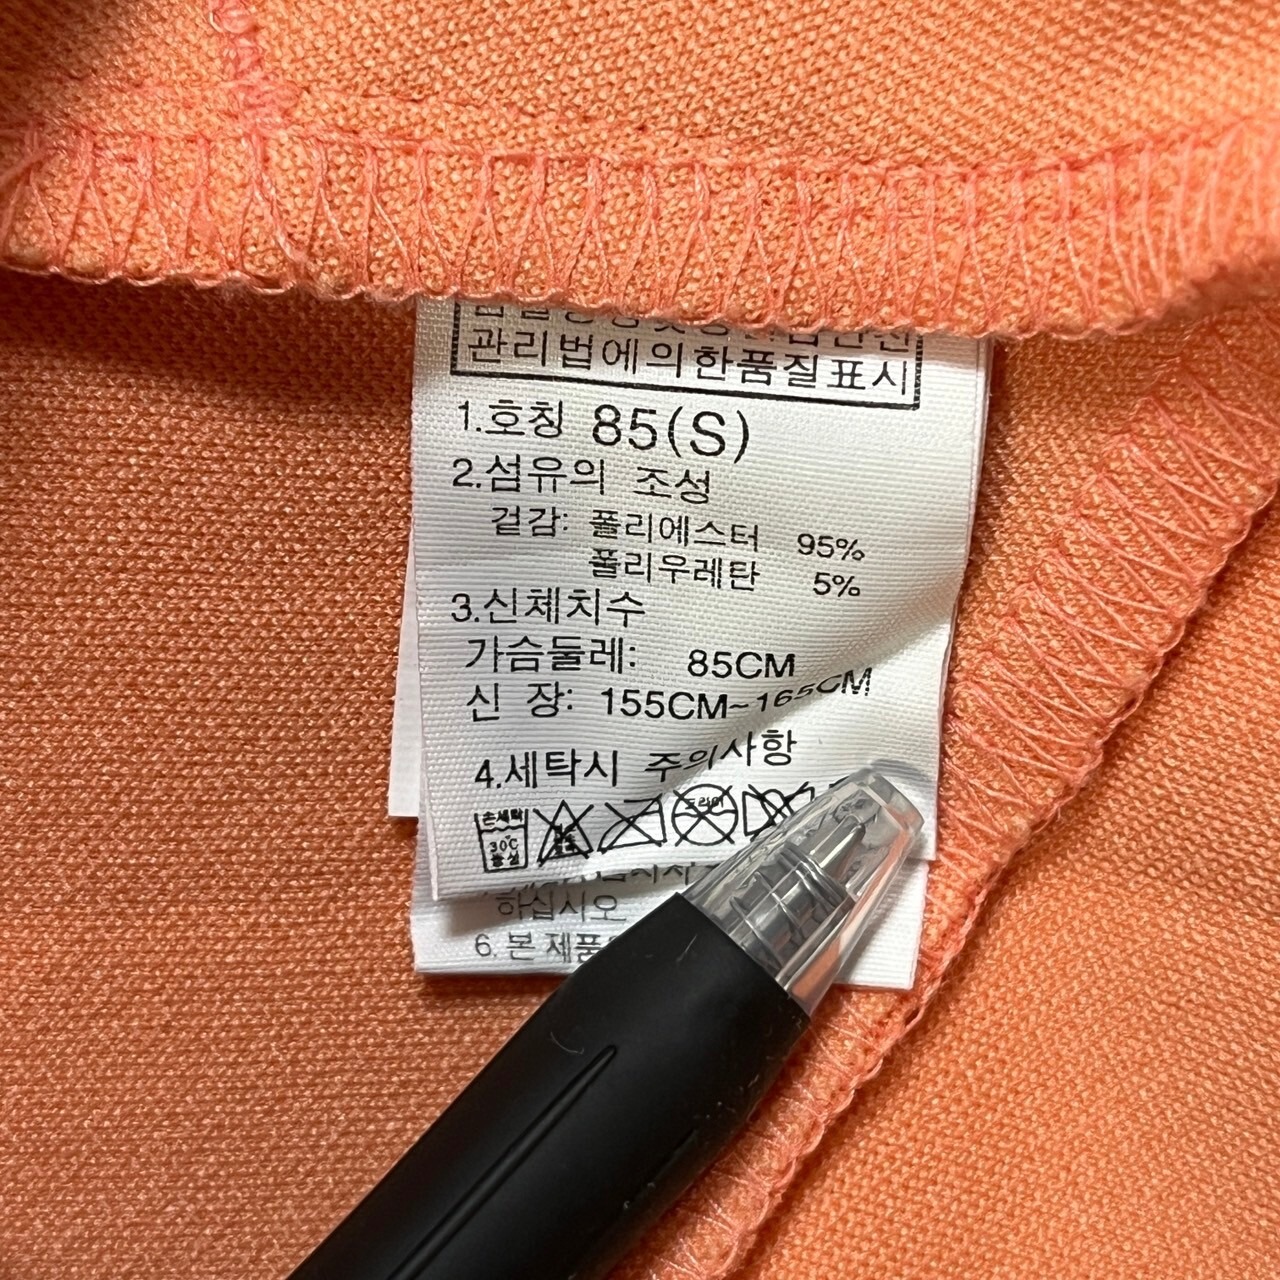 관리법에의한품질표시
1.호칭 85(S)
2.섬유의 조성
겉감: 폴리에스터 95%
폴리우레탄 5%
3.신체치수
가슴둘레: 85CM
신 장: 155CM~165CM
4.세탁시 주의사항
손세탁
30℃
중성
드라이
하십시오
6. 본 제품